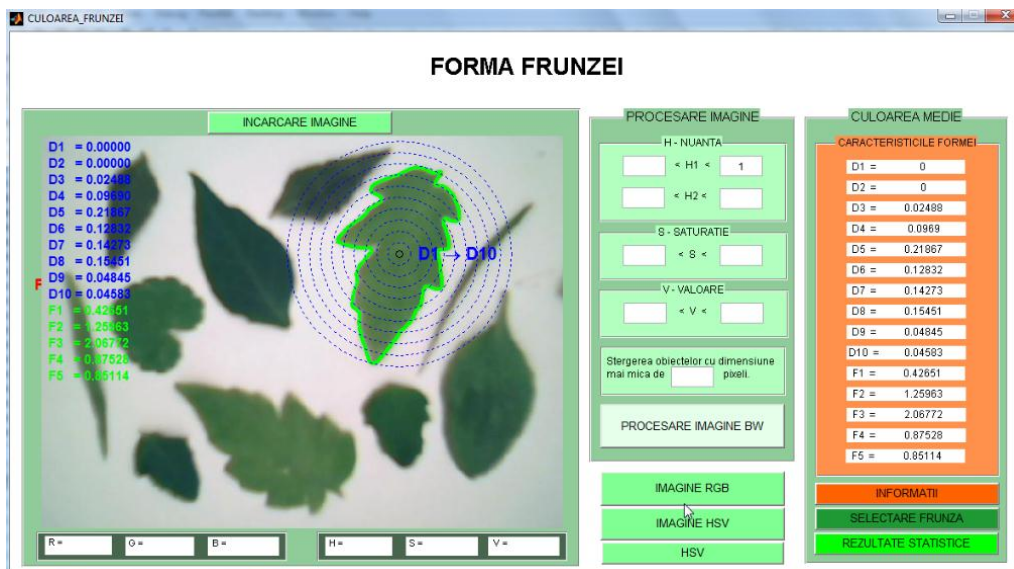 CULOAREA_FRUNZEI
FORMA FRUNZEI
INCARCARE IMAGINE
D1 = 0.00000
D2 = 0.00000
D3 = 0.02488
D4 = 0.09690
D5 = 0.21867
D6 = 0.12832
D7 = 0.14273
D8 = 0.15451
D9 = 0.04845
D10 = 0.04583
F1 = 0.42651
F2 = 1.25963
F3 = 2.06772
F4 = 0.87528
F5 = 0.85114
F
D1 → D10
R =
G =
B =
H =
S =
V =
PROCESARE IMAGINE
H - NUANTA
< H1 < 1
< H2 <
S - SATURATIE
< S <
V - VALOARE
< V <
Stergerea obiectelor cu dimensiune
mai mica de pixeli.
PROCESARE IMAGINE BW
IMAGINE RGB
IMAGINE HSV
HSV
CULOAREA MEDIE
CARACTERISTICILE FORMEI
D1 = 0
D2 = 0
D3 = 0.02488
D4 = 0.0969
D5 = 0.21867
D6 = 0.12832
D7 = 0.14273
D8 = 0.15451
D9 = 0.04845
D10 = 0.04583
F1 = 0.42651
F2 = 1.25963
F3 = 2.06772
F4 = 0.87528
F5 = 0.85114
INFORMATII
SELECTARE FRUNZA
REZULTATE STATISTICE